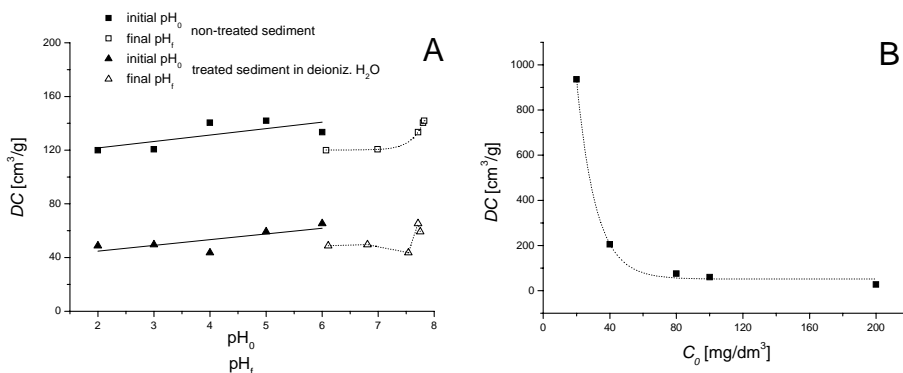 initial pH0
final pHf
non-treated sediment
initial pH0
final pHf
treated sediment in deioniz. H2O
A
200
160
120
80
40
0
DC [cm3/g]
2 3 4 5 6 7 8
pH0
pHf
B
1000
800
600
400
200
0
DC [cm3/g]
0 40 80 120 160 200
C0 [mg/dm3]